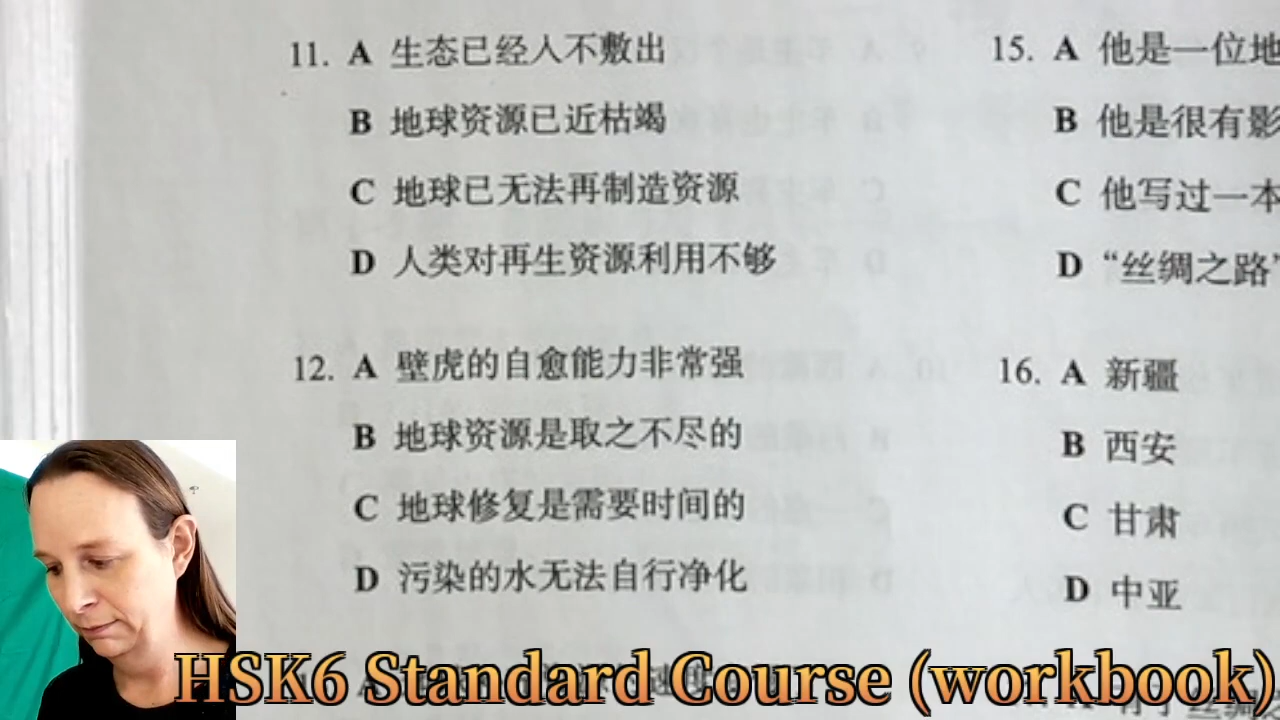 11. A 生态已经入不敷出
B 地球资源已近枯竭
C 地球已无法再制造资源
D 人类对再生资源利用不够
12. A 壁虎的自愈能力非常强
B 地球资源是取之不尽的
C 地球修复是需要时间的
D 污染的水无法自行净化
15. A 他是一位地
B 他是很有影
C 他写过一本
D “丝绸之路”
16. A 新疆
B 西安
C 甘肃
D 中亚
HSK6 Standard Course (workbook)